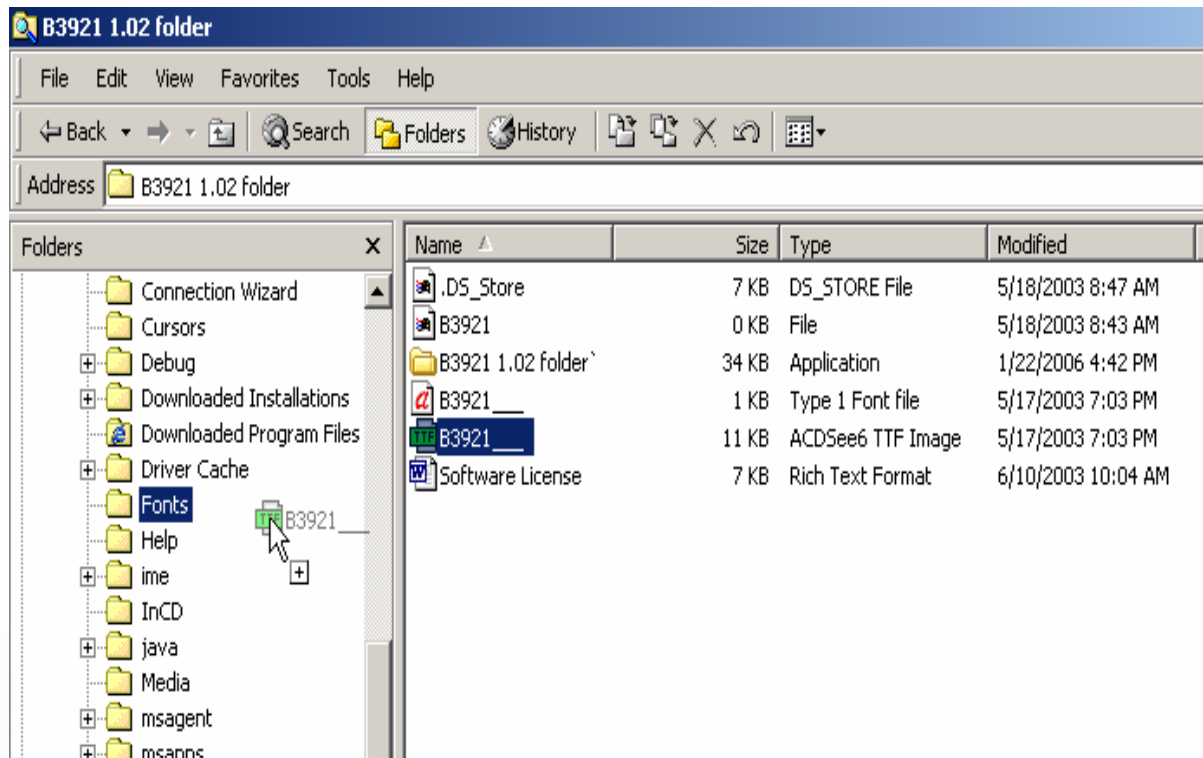 B3921 1.02 folder
File Edit View Favorites Tools Help
Back Search Folders History
Address B3921 1.02 folder
Folders x
Connection Wizard
Cursors
Debug
Downloaded Installations
Downloaded Program Files
Driver Cache
Fonts
Help
ime
InCD
java
Media
msagent
msapps
Name Size Type Modified
.DS_Store 7 KB DS_STORE File 5/18/2003 8:47 AM
B3921 0 KB File 5/18/2003 8:43 AM
B3921 1.02 folder` 34 KB Application 1/22/2006 4:42 PM
a B3921___ 1 KB Type 1 Font file 5/17/2003 7:03 PM
TTF B3921___ 11 KB ACDSee6 TTF Image 5/17/2003 7:03 PM
W Software License 7 KB Rich Text Format 6/10/2003 10:04 AM
TTF B3921___